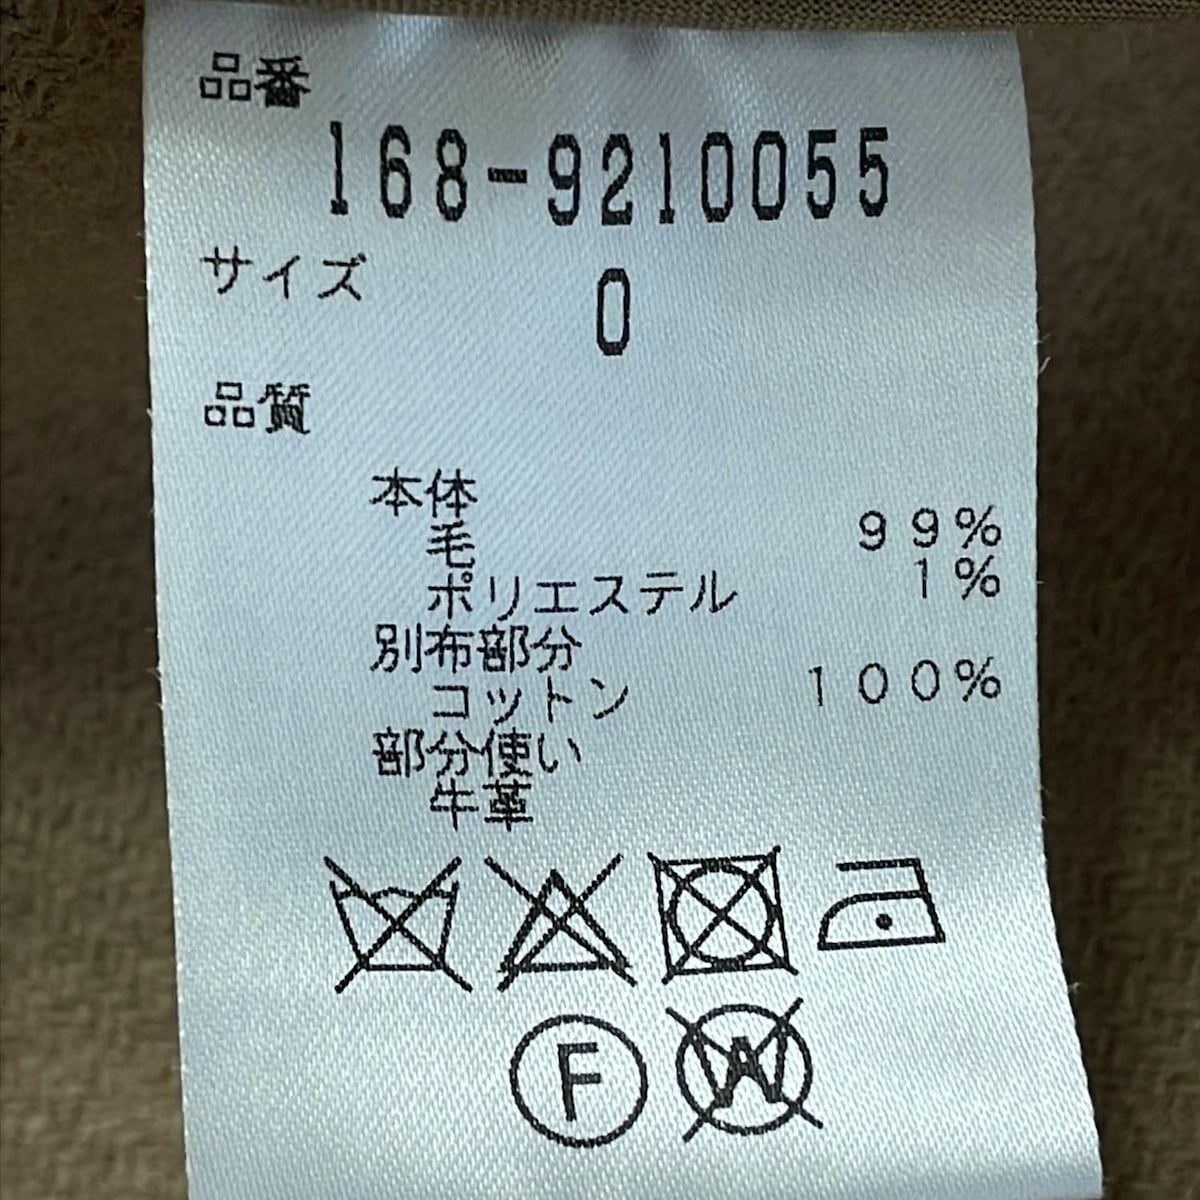 品番
168-9210055
サイズ
0
品質
本体
毛 99%
ポリエステル 1%
別布部分
コットン 100%
部分使い
牛革
F W